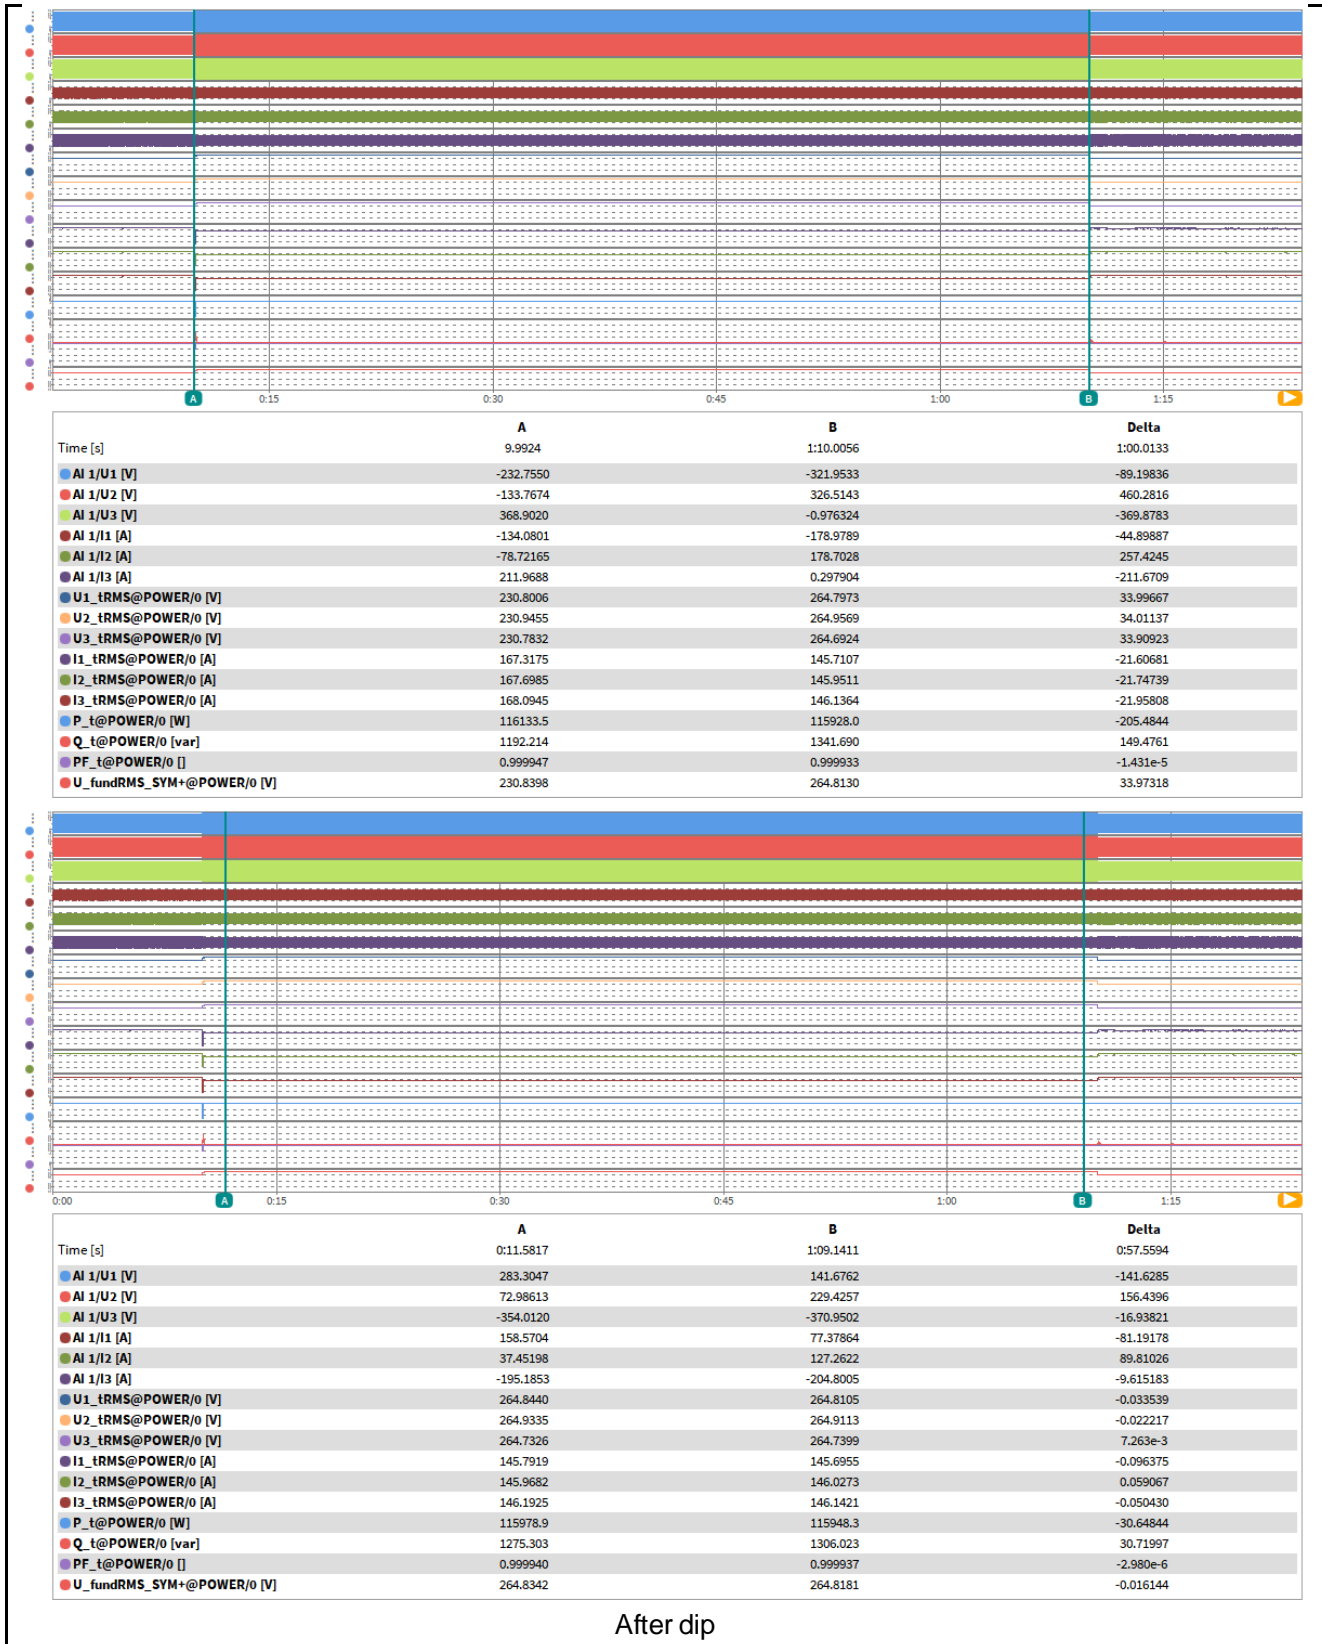 A 0:15 0:30 0:45 1:00 B 1:15
A B Delta
Time [s] 9.9924 1:10.0056 1:00.0133
AI 1/U1 [V] -232.7550 -321.9533 -89.19836
AI 1/U2 [V] -133.7674 326.5143 460.2816
AI 1/U3 [V] 368.9020 -0.976324 -369.8783
AI 1/I1 [A] -134.0801 -178.9789 -44.89887
AI 1/I2 [A] -78.72165 178.7028 257.4245
AI 1/I3 [A] 211.9688 0.297904 -211.6709
U1_tRMS@POWER/0 [V] 230.8006 264.7973 33.99667
U2_tRMS@POWER/0 [V] 230.9455 264.9569 34.01137
U3_tRMS@POWER/0 [V] 230.7832 264.6924 33.90923
I1_tRMS@POWER/0 [A] 167.3175 145.7107 -21.60681
I2_tRMS@POWER/0 [A] 167.6985 145.9511 -21.74739
I3_tRMS@POWER/0 [A] 168.0945 146.1364 -21.95808
P_t@POWER/0 [W] 116133.5 115928.0 -205.4844
Q_t@POWER/0 [var] 1192.214 1341.690 149.4761
PF_t@POWER/0 [] 0.999947 0.999933 -1.431e-5
U_fundRMS_SYM+@POWER/0 [V] 230.8398 264.8130 33.97318
0:00 A 0:15 0:30 0:45 1:00 B 1:15
A B Delta
Time [s] 0:11.5817 1:09.1411 0:57.5594
AI 1/U1 [V] 283.3047 141.6762 -141.6285
AI 1/U2 [V] 72.98613 229.4257 156.4396
AI 1/U3 [V] -354.0120 -370.9502 -16.93821
AI 1/I1 [A] 158.5704 77.37864 -81.19178
AI 1/I2 [A] 37.45198 127.2622 89.81026
AI 1/I3 [A] -195.1853 -204.8005 -9.615183
U1_tRMS@POWER/0 [V] 264.8440 264.8105 -0.033539
U2_tRMS@POWER/0 [V] 264.9335 264.9113 -0.022217
U3_tRMS@POWER/0 [V] 264.7326 264.7399 7.263e-3
I1_tRMS@POWER/0 [A] 145.7919 145.6955 -0.096375
I2_tRMS@POWER/0 [A] 145.9682 146.0273 0.059067
I3_tRMS@POWER/0 [A] 146.1925 146.1421 -0.050430
P_t@POWER/0 [W] 115978.9 115948.3 -30.64844
Q_t@POWER/0 [var] 1275.303 1306.023 30.71997
PF_t@POWER/0 [] 0.999940 0.999937 -2.980e-6
U_fundRMS_SYM+@POWER/0 [V] 264.8342 264.8181 -0.016144
After dip